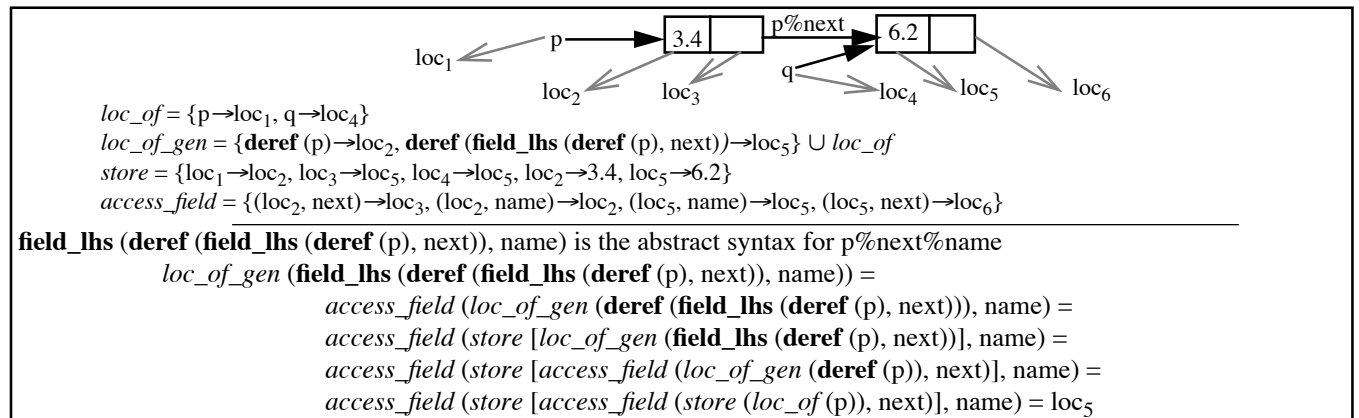 p 3.4 p%next 6.2
loc₁ q
loc₂ loc₃ loc₄ loc₅ loc₆
loc_of = {p→loc₁, q→loc₄}
loc_of_gen = {deref (p)→loc₂, deref (field_lhs (deref (p), next))→loc₅} ∪ loc_of
store = {loc₁→loc₂, loc₃→loc₅, loc₄→loc₅, loc₂→3.4, loc₅→6.2}
access_field = {(loc₂, next)→loc₃, (loc₂, name)→loc₂, (loc₅, name)→loc₅, (loc₅, next)→loc₆}
field_lhs (deref (field_lhs (deref (p), next)), name) is the abstract syntax for p%next%name
loc_of_gen (field_lhs (deref (field_lhs (deref (p), next)), name)) =
access_field (loc_of_gen (deref (field_lhs (deref (p), next))), name) =
access_field (store [loc_of_gen (field_lhs (deref (p), next))], name) =
access_field (store [access_field (loc_of_gen (deref (p)), next)], name) =
access_field (store [access_field (store (loc_of (p)), next)], name) = loc₅